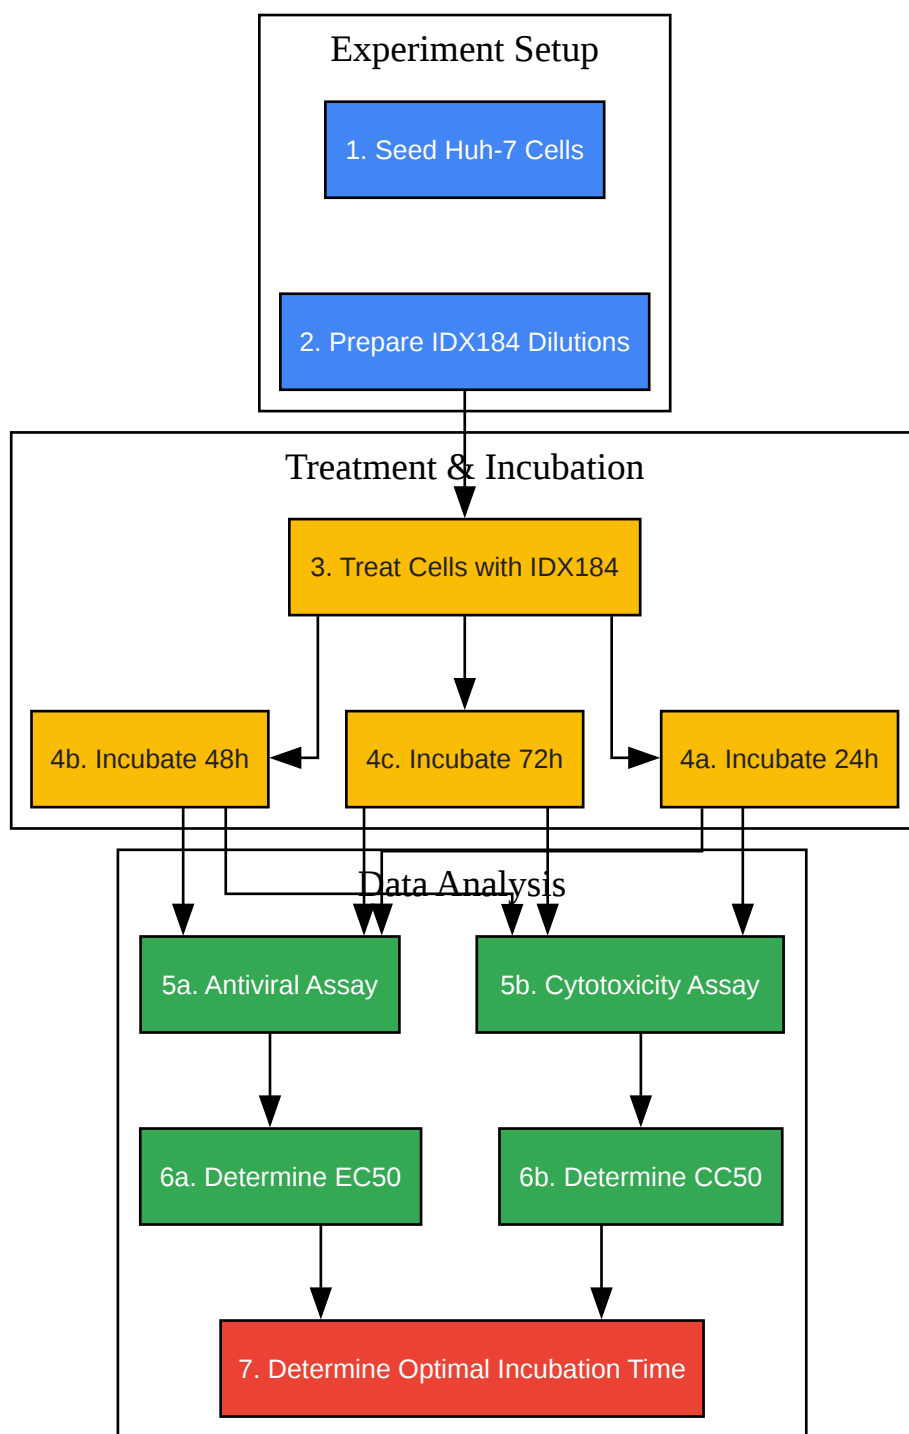 Experiment Setup
1. Seed Huh-7 Cells
2. Prepare IDX184 Dilutions
Treatment & Incubation
3. Treat Cells with IDX184
4b. Incubate 48h
4c. Incubate 72h
4a. Incubate 24h
Data Analysis
5a. Antiviral Assay
5b. Cytotoxicity Assay
6a. Determine EC50
6b. Determine CC50
7. Determine Optimal Incubation Time